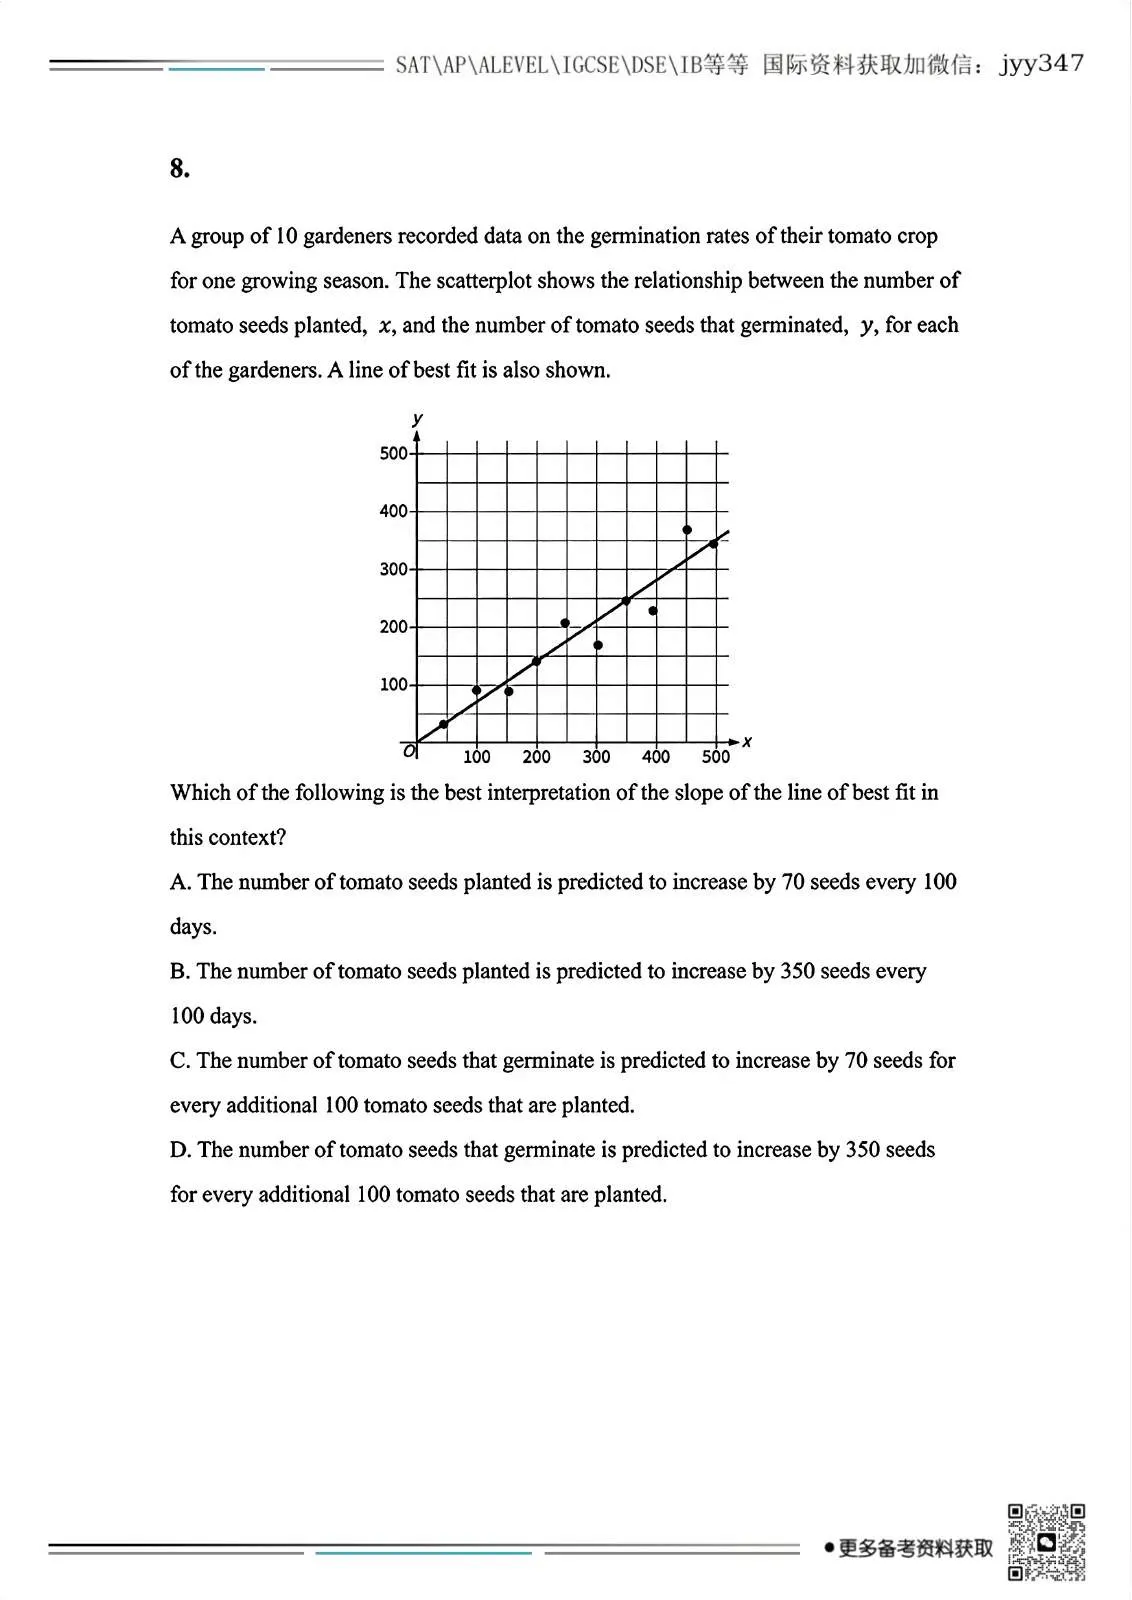 SAT\AP\ALEVEL\IGCSE\DSE\IB等等 国际资料获取加微信：jyy347
8.
A group of 10 gardeners recorded data on the germination rates of their tomato crop
for one growing season. The scatterplot shows the relationship between the number of
tomato seeds planted, x, and the number of tomato seeds that germinated, y, for each
of the gardeners. A line of best fit is also shown.
y
500
400
300
200
100
O
100 200 300 400 500
x
Which of the following is the best interpretation of the slope of the line of best fit in
this context?
A. The number of tomato seeds planted is predicted to increase by 70 seeds every 100
days.
B. The number of tomato seeds planted is predicted to increase by 350 seeds every
100 days.
C. The number of tomato seeds that germinate is predicted to increase by 70 seeds for
every additional 100 tomato seeds that are planted.
D. The number of tomato seeds that germinate is predicted to increase by 350 seeds
for every additional 100 tomato seeds that are planted.
●更多备考资料获取